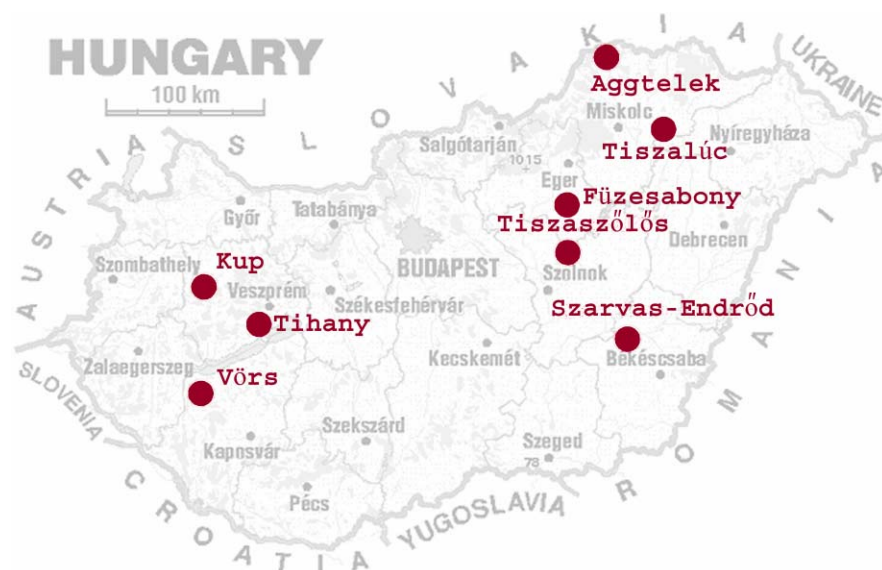 HUNGARY
100 km
AUSTRIA
SLOVAKIA
UKRAINE
Aggtelek
Miskolc
Salgótarján
Tiszalúc
Nyíregyháza
1015
Eger
Füzesabony
Győr
Tatabánya
Tiszaszőlős
Debrecen
Kup
Szombathely
BUDAPEST
Szolnok
Veszprém
Székesfehérvár
Szarvas-Endrőd
Tihany
Zalaegerszeg
Kecskemét
Békéscsaba
SLOVENIA
Vörs
ROMANIA
Szekszárd
Kaposvár
Szeged
78
Pécs
CROATIA
YUGOSLAVIA